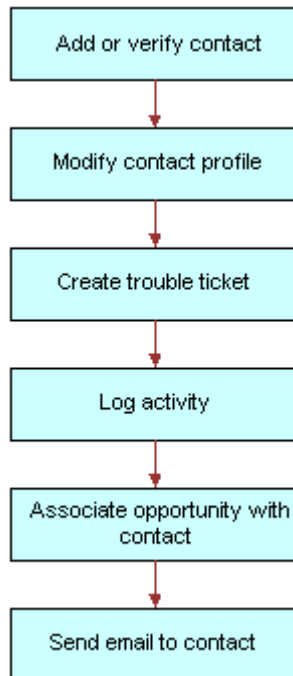 Add or verify contact
Modify contact profile
Create trouble ticket
Log activity
Associate opportunity with
contact
Send email to contact